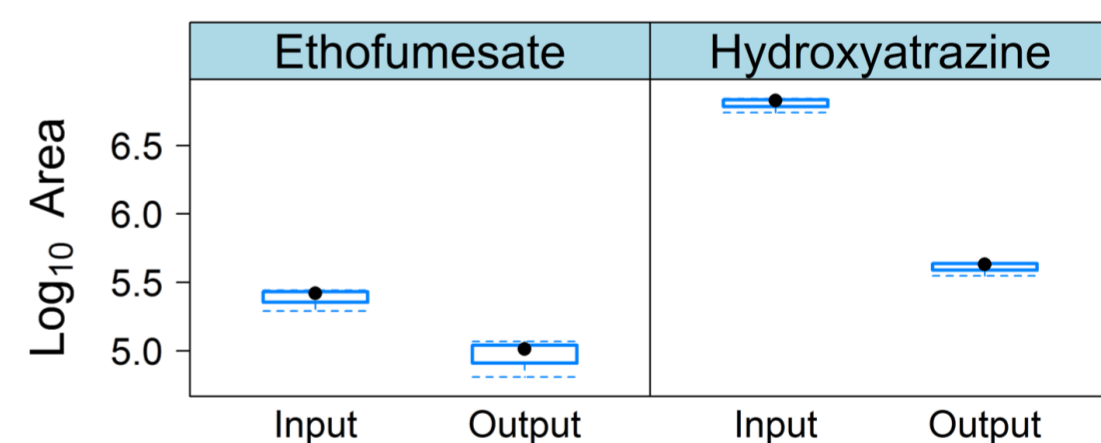 Ethofumesate Hydroxyatrazine
Log₁₀ Area
6.5
6.0
5.5
5.0
Input Output Input Output